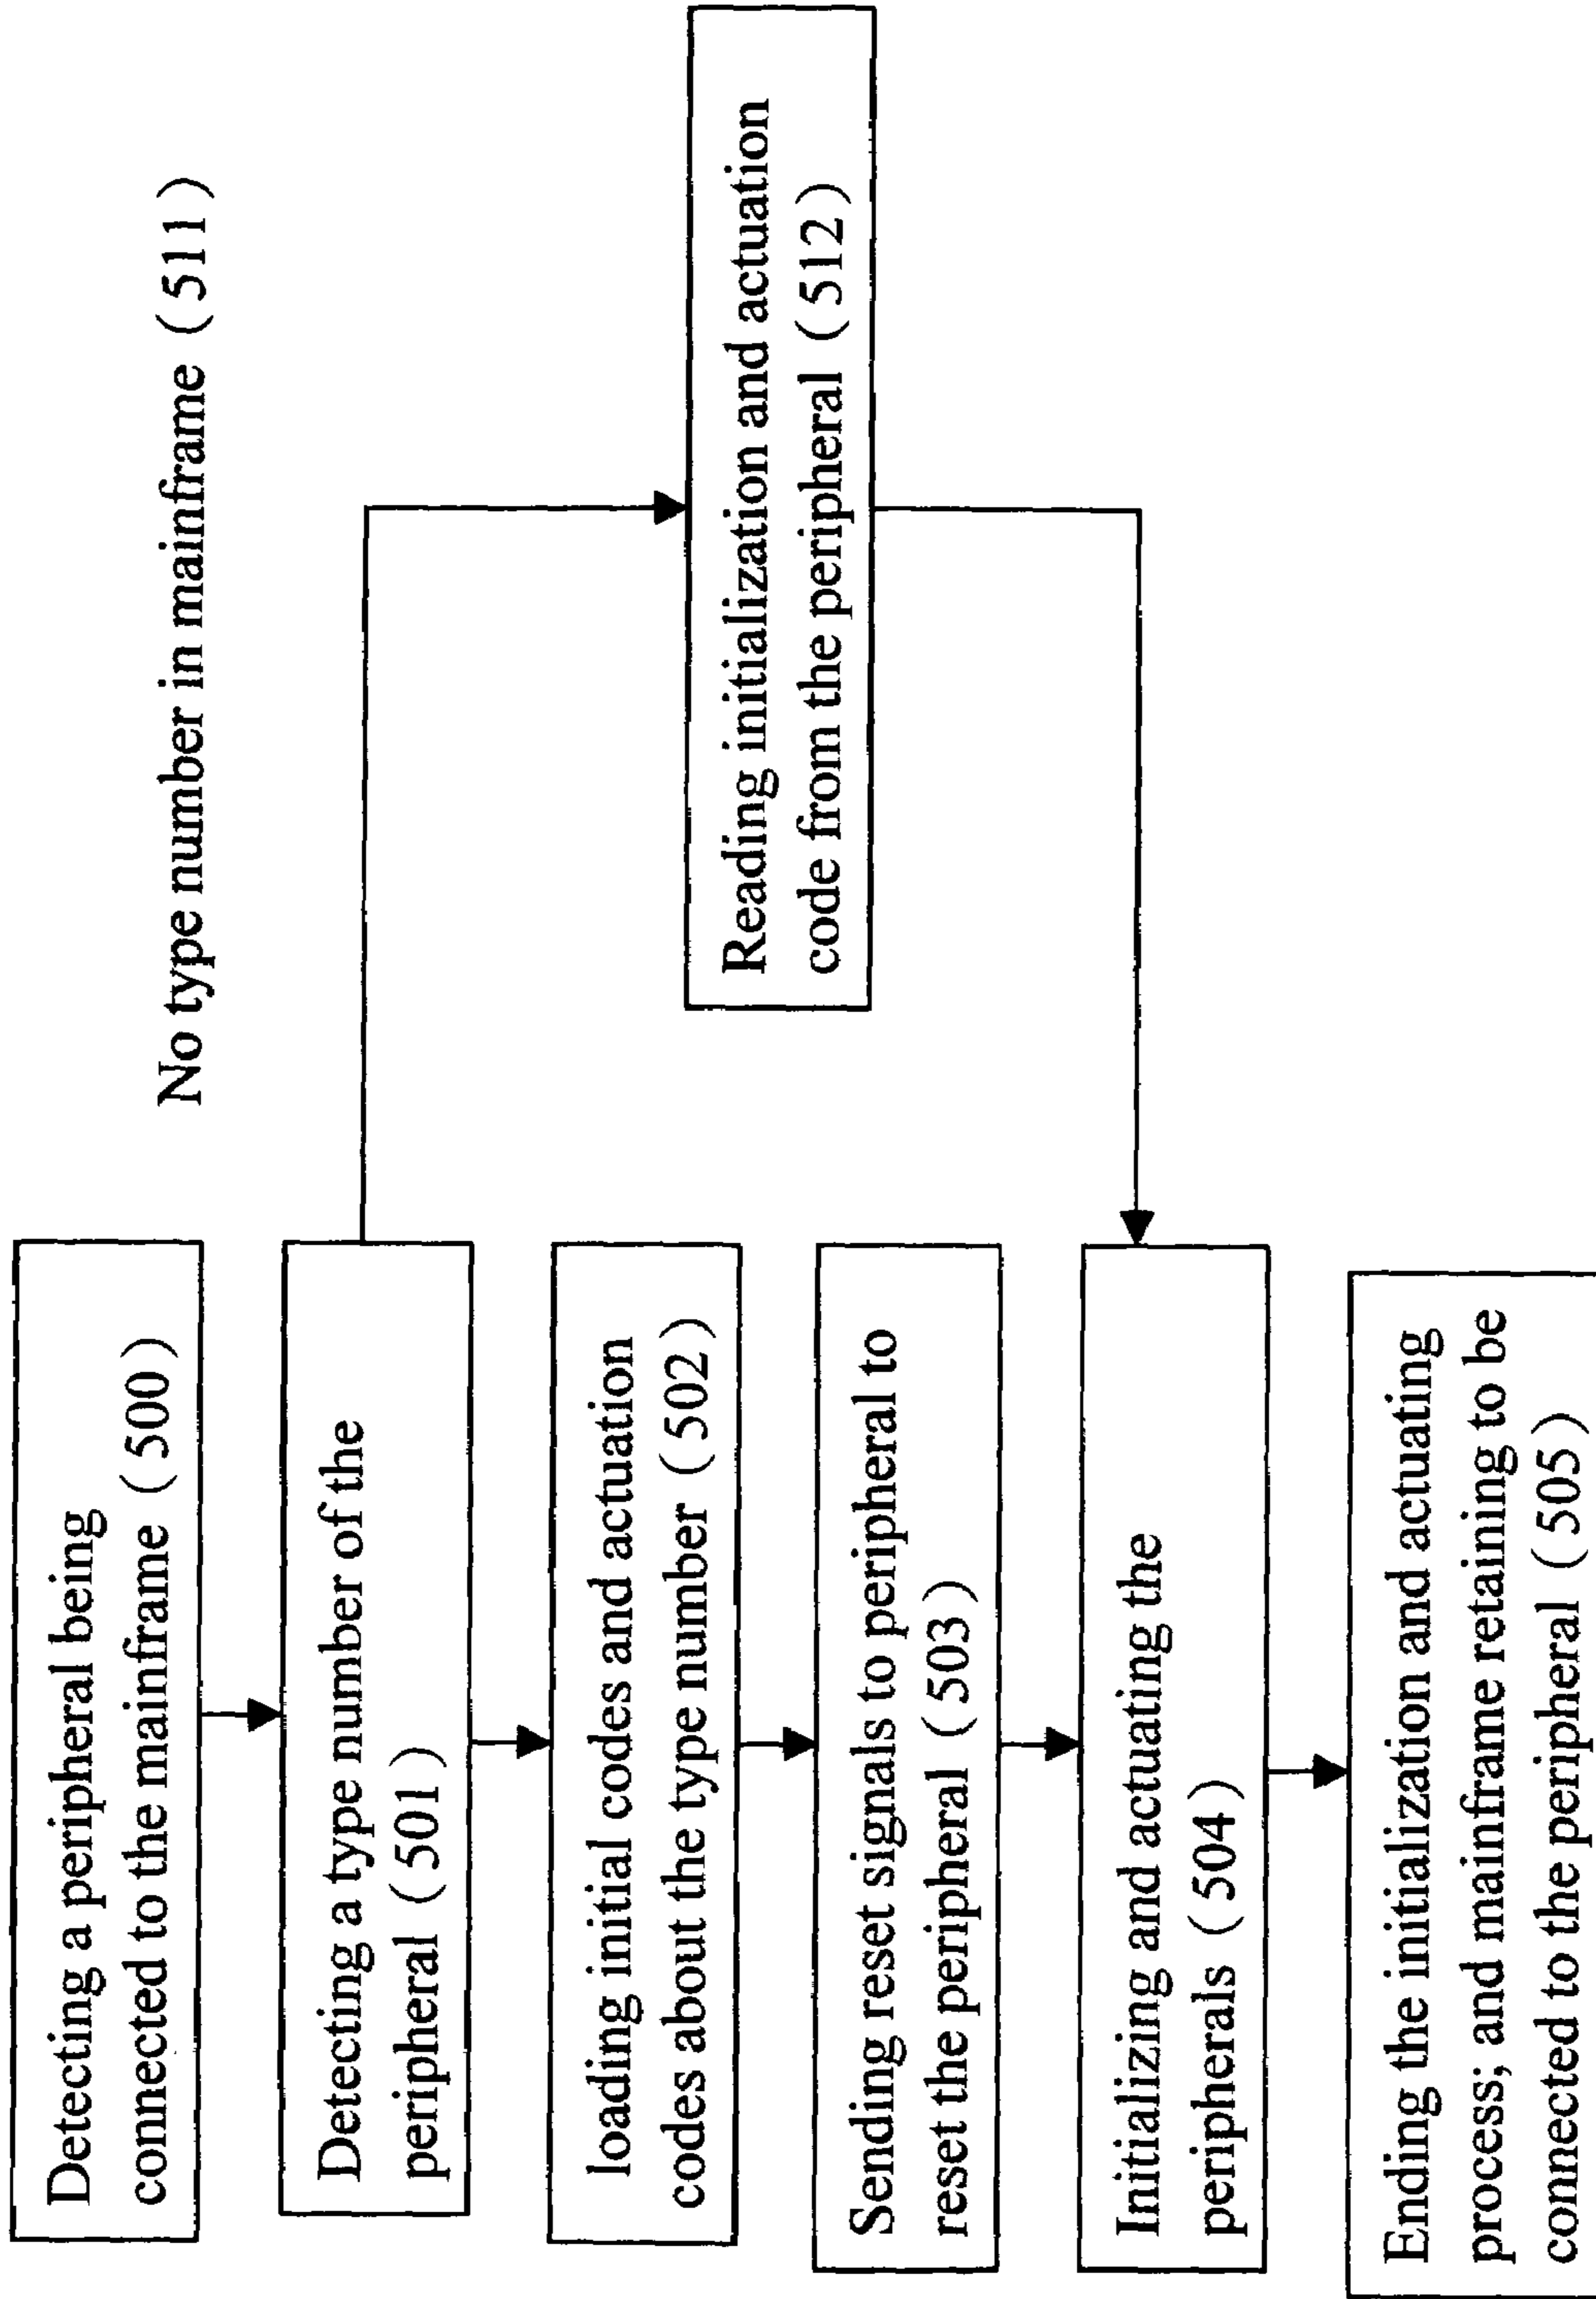 Detecting a peripheral being
connected to the mainframe (500)
No type number in mainframe (511)
Detecting a type number of the
peripheral (501)
loading initial codes and actuation
codes about the type number (502)
Reading initialization and actuation
code from the peripheral (512)
Sending reset signals to peripheral to
reset the peripheral (503)
Initializing and actuating the
peripherals (504)
Ending the initialization and actuating
process; and mainframe retaining to be
connected to the peripheral (505)